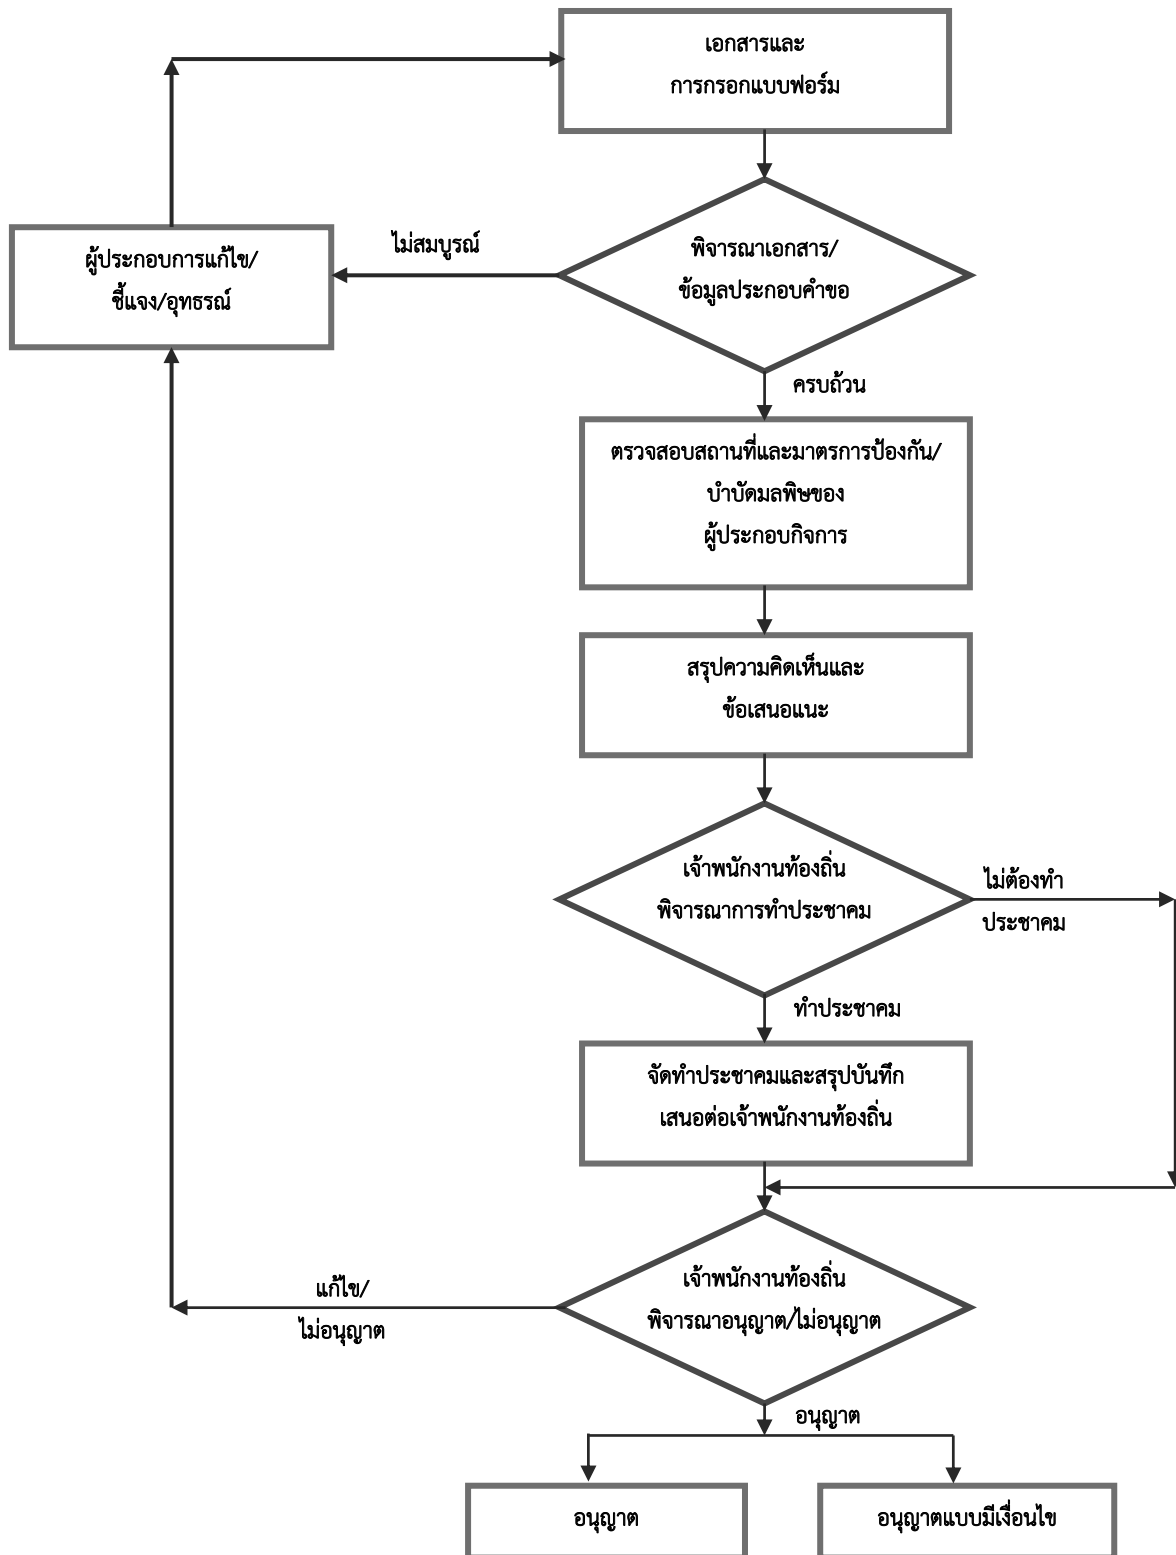 เอกสารและ
การกรอกแบบฟอร์ม
พิจารณาเอกสาร/
ข้อมูลประกอบคำขอ
ไม่สมบูรณ์
ผู้ประกอบการแก้ไข/
ชี้แจง/อุทธรณ์
ครบถ้วน
ตรวจสอบสถานที่และมาตรการป้องกัน/
บำบัดมลพิษของ
ผู้ประกอบกิจการ
สรุปความคิดเห็นและ
ข้อเสนอแนะ
เจ้าพนักงานท้องถิ่น
พิจารณาการทำประชาคม
ไม่ต้องทำ
ประชาคม
ทำประชาคม
จัดทำประชาคมและสรุปบันทึก
เสนอต่อเจ้าพนักงานท้องถิ่น
เจ้าพนักงานท้องถิ่น
พิจารณาอนุญาต/ไม่อนุญาต
แก้ไข/
ไม่อนุญาต
อนุญาต
อนุญาต
อนุญาตแบบมีเงื่อนไข